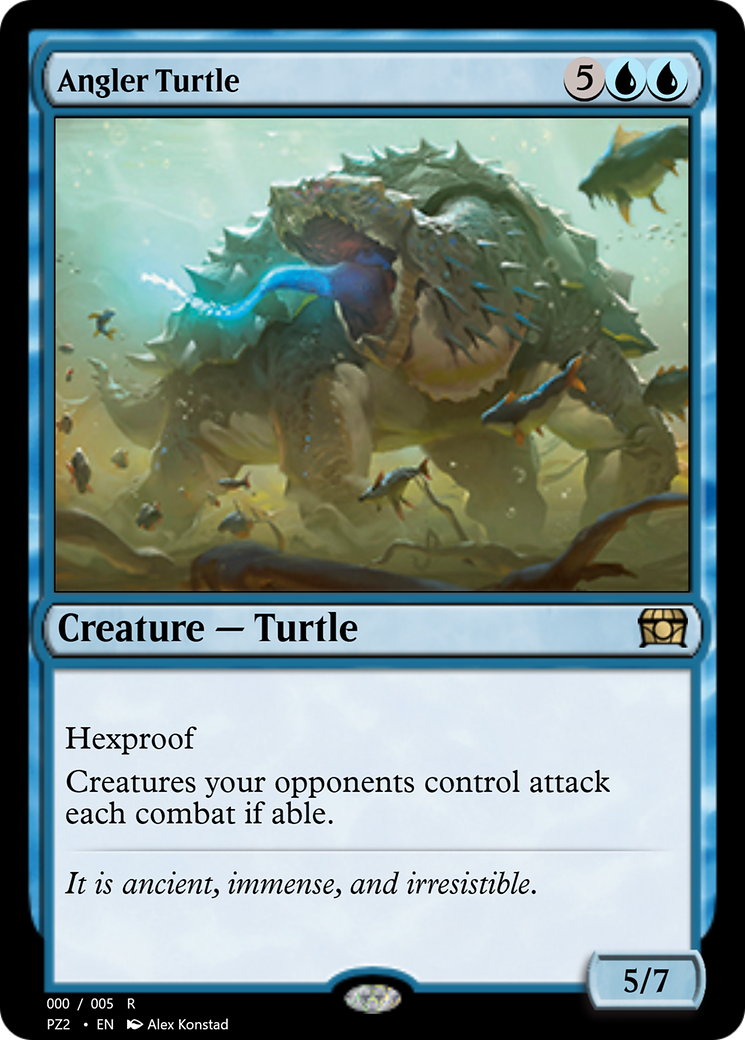 Angler Turtle 5
Creature — Turtle
Hexproof
Creatures your opponents control attack
each combat if able.
It is ancient, immense, and irresistible.
5/7
000 / 005 R
PZ2 • EN Alex Konstad